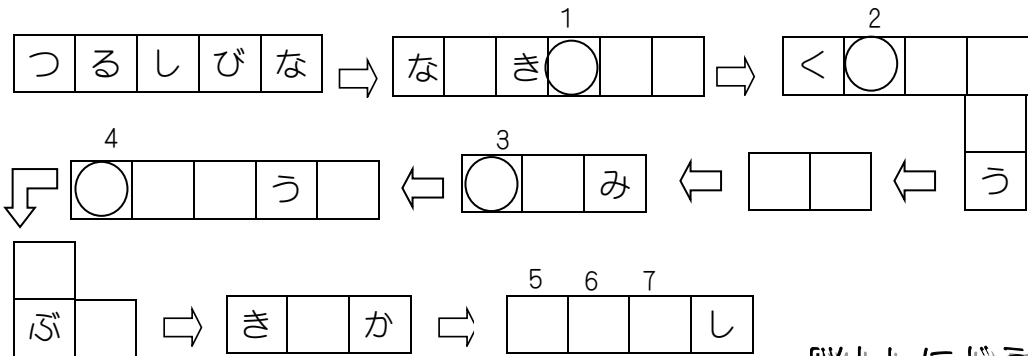 1 2
つるしびな な き く
4 3
う み う
5 6 7
ぶ き か し